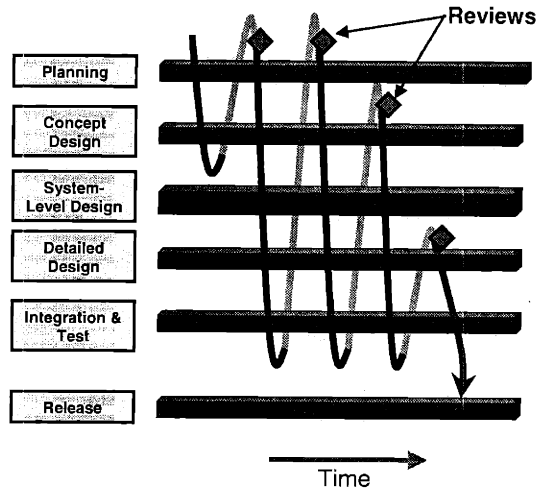 Reviews
Planning
Concept
Design
System-
Level Design
Detailed
Design
Integration &
Test
Release
Time